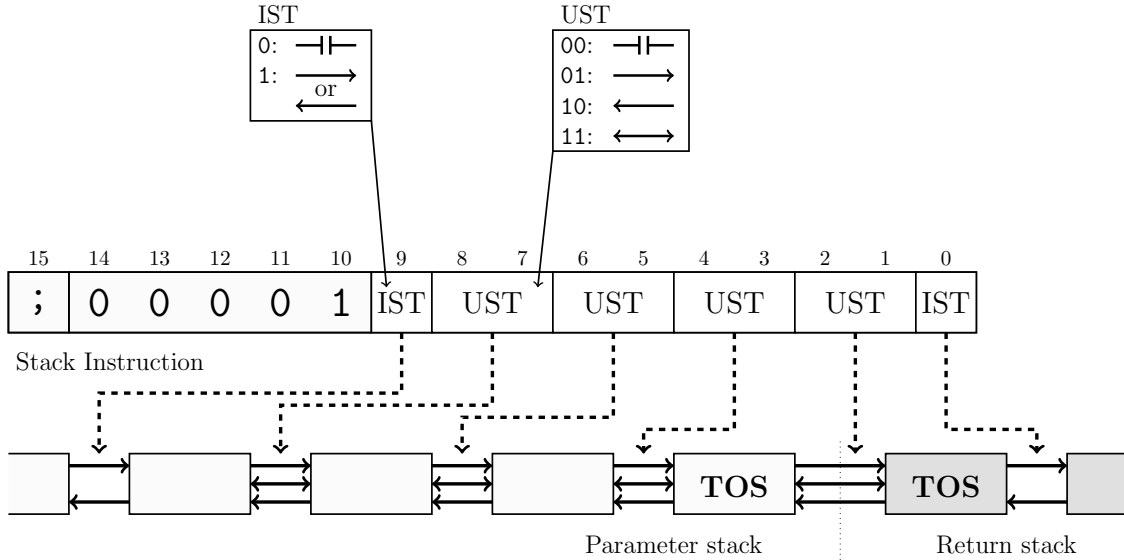 IST UST
0: 00:
1: 01:
or
10:
11:
15 14 13 12 11 10 9 8 7 6 5 4 3 2 1 0
; 0 0 0 0 1 IST UST UST UST UST IST
Stack Instruction
TOS TOS
Parameter stack Return stack